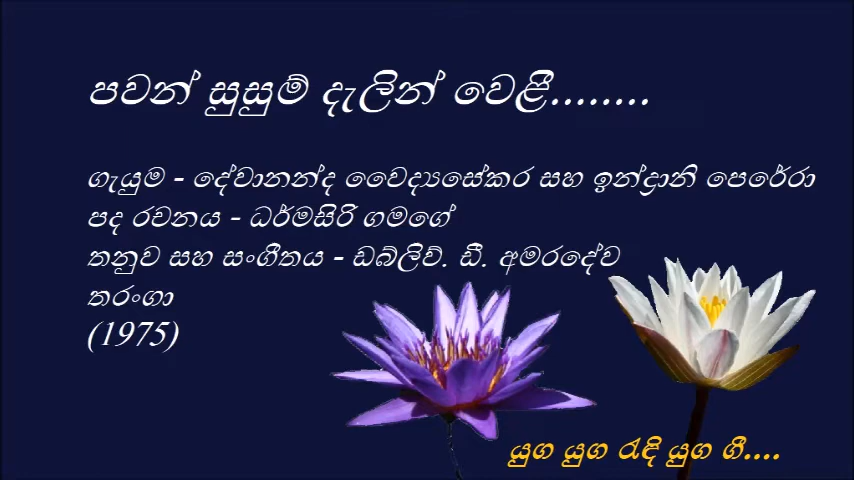 පවන් සුසුම් දැලින් වෙළී........
ගැයුම - දේවානන්ද වෛද්‍යසේකර සහ ඉන්ද්‍රානි පෙරේරා
පද රචනය - ධර්මසිරි ගමගේ
තනුව සහ සංගීතය - ඩබ්ලිව්. ඩී. අමරදේව
තරංගා
(1975)
යුග යුග රැඳි යුග ගී....